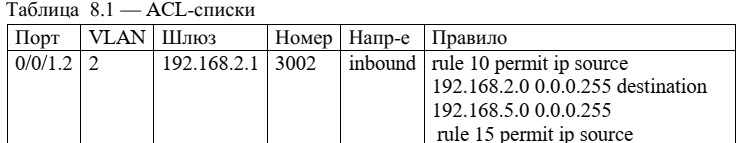 Таблица 8.1 — ACL-списки
Порт VLAN Шлюз Номер Напр-е Правило
0/0/1.2 2 192.168.2.1 3002 inbound rule 10 permit ip source
192.168.2.0 0.0.0.255 destination
192.168.5.0 0.0.0.255
rule 15 permit ip source